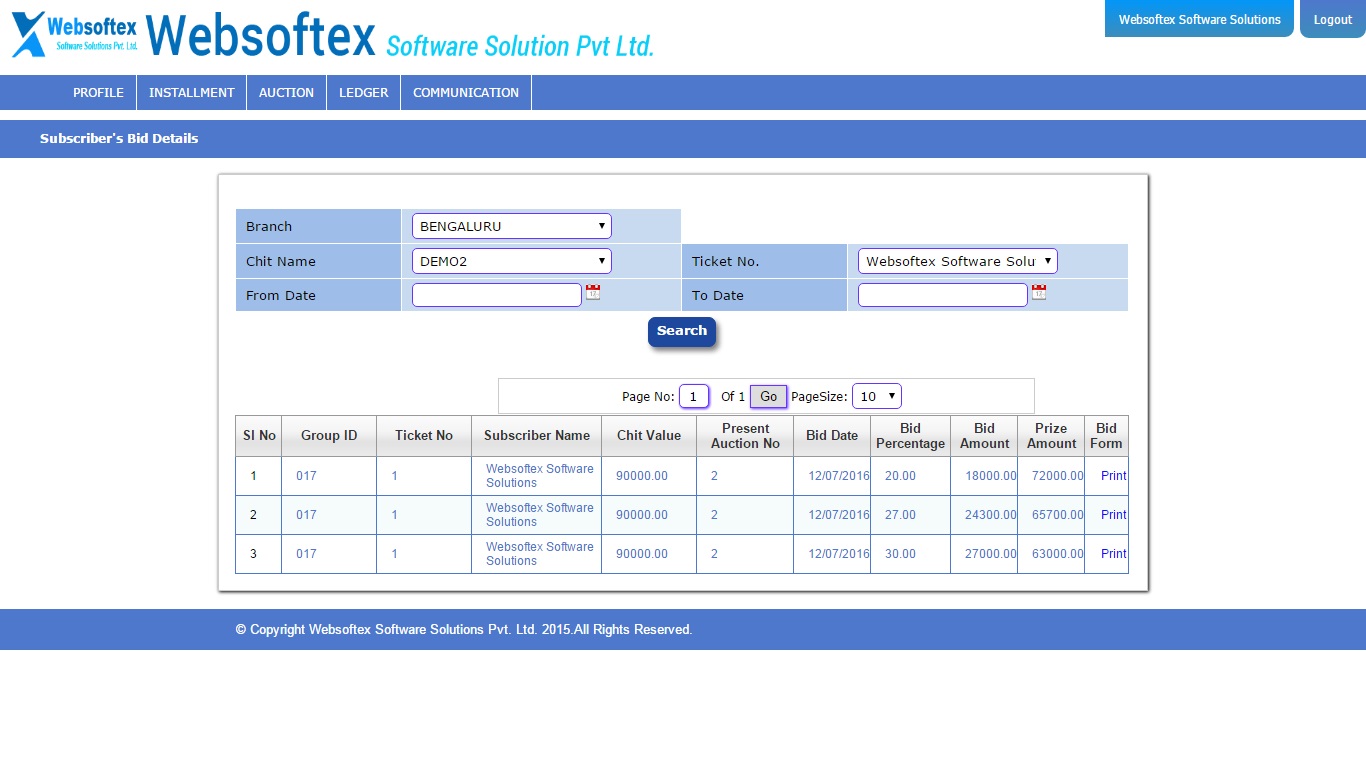 Websoftex Software Solution Pvt. Ltd. Websoftex Software Solution Pvt Ltd.
Websoftex Software Solutions Logout
PROFILE INSTALLMENT AUCTION LEDGER COMMUNICATION
Subscriber's Bid Details
Branch BENGALURU
Chit Name DEMO2 Ticket No. Websoftex Software Solu
From Date To Date
Search
Page No: 1 Of 1 Go PageSize: 10
Sl No Group ID Ticket No Subscriber Name Chit Value Present Auction No Bid Date Bid Percentage Bid Amount Prize Amount Bid Form
1 017 1 Websoftex Software Solutions 90000.00 2 12/07/2016 20.00 18000.00 72000.00 Print
2 017 1 Websoftex Software Solutions 90000.00 2 12/07/2016 27.00 24300.00 65700.00 Print
3 017 1 Websoftex Software Solutions 90000.00 2 12/07/2016 30.00 27000.00 63000.00 Print
© Copyright Websoftex Software Solutions Pvt. Ltd. 2015.All Rights Reserved.